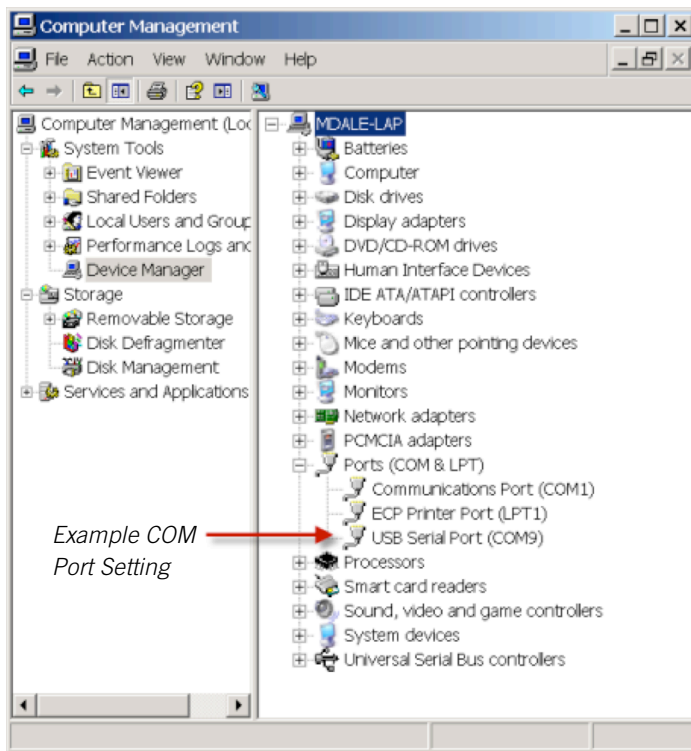 Computer Management
File Action View Window Help
Computer Management (Loc
System Tools
Event Viewer
Shared Folders
Local Users and Group
Performance Logs and
Device Manager
Storage
Removable Storage
Disk Defragmenter
Disk Management
Services and Applications
MDALE-LAP
Batteries
Computer
Disk drives
Display adapters
DVD/CD-ROM drives
Human Interface Devices
IDE ATA/ATAPI controllers
Keyboards
Mice and other pointing devices
Modems
Monitors
Network adapters
PCMCIA adapters
Ports (COM & LPT)
Communications Port (COM1)
ECP Printer Port (LPT1)
USB Serial Port (COM9)
Processors
Smart card readers
Sound, video and game controllers
System devices
Universal Serial Bus controllers
Example COM
Port Setting